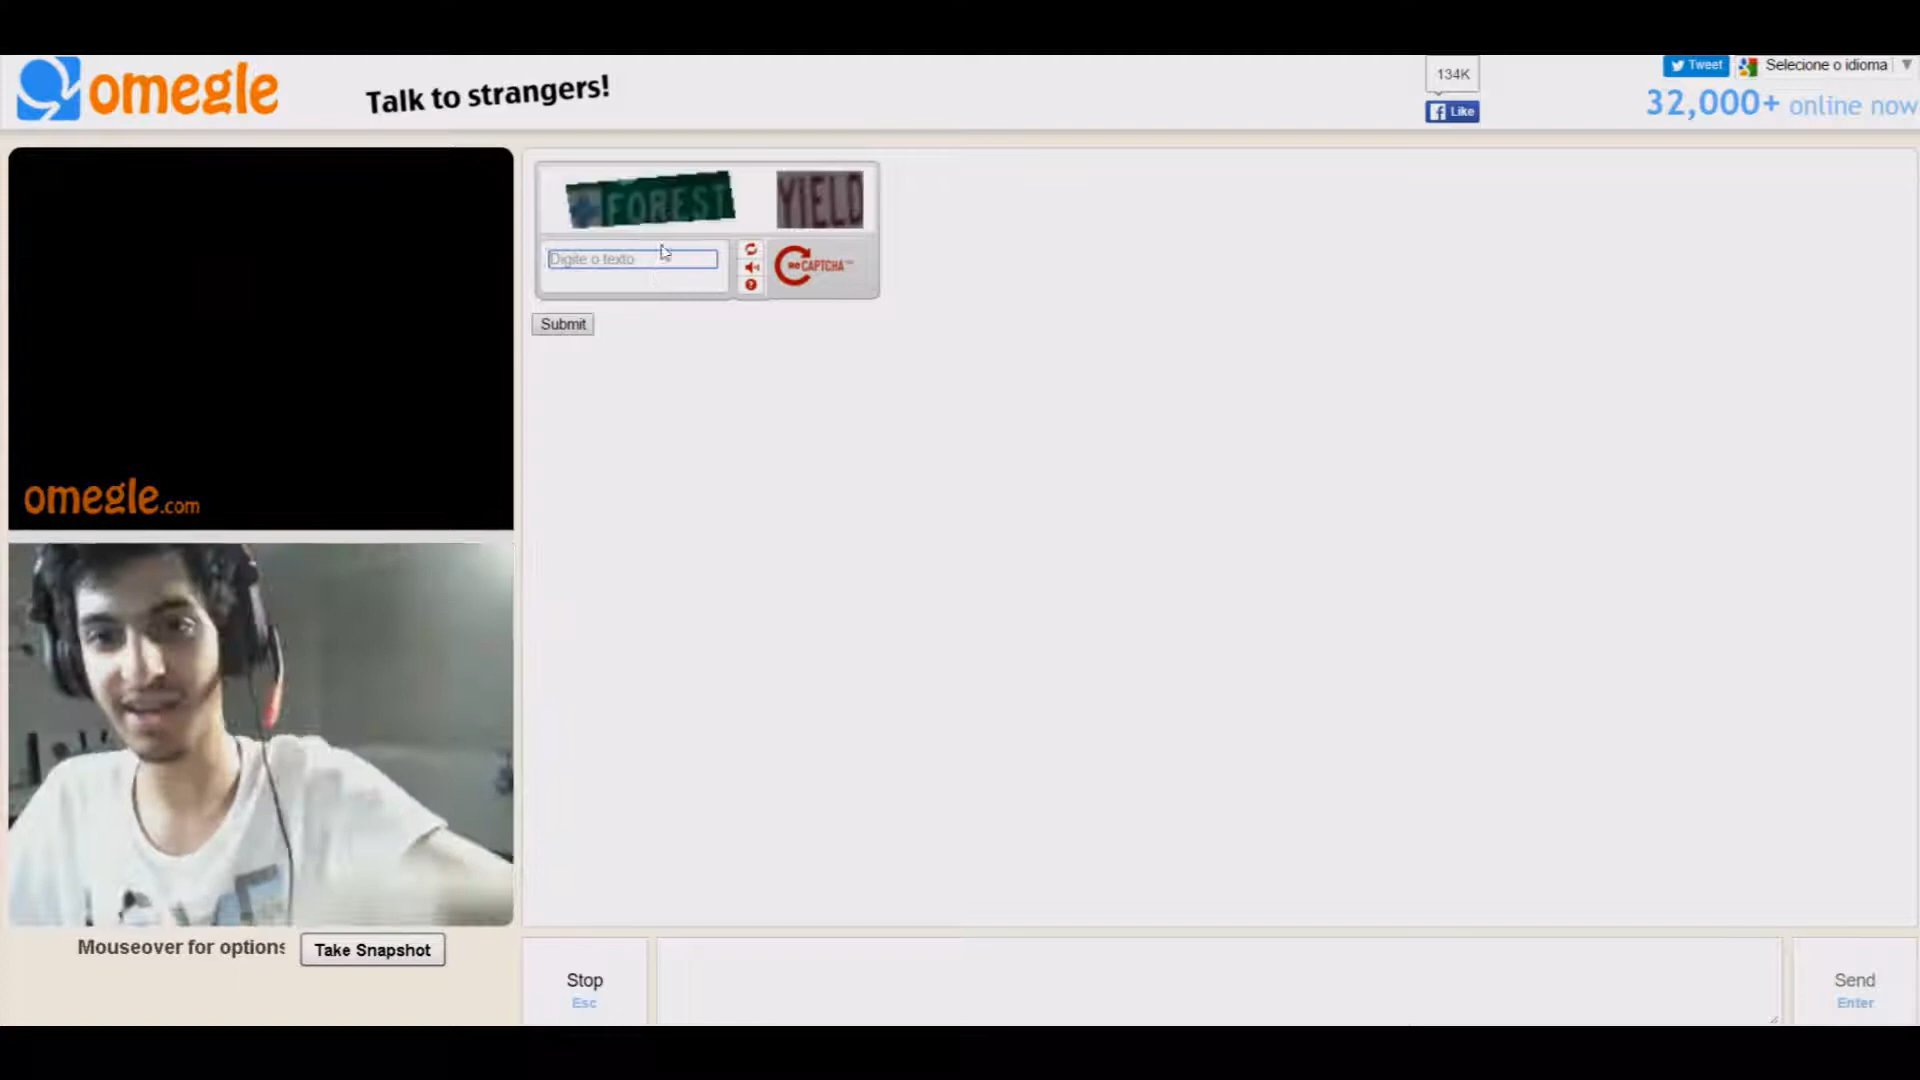 omegle
Talk to strangers!
134K
Like
Tweet
Selecione o idioma
32,000+ online now
FOREST
YIELD
Digite o texto
reCAPTCHA
Submit
omegle.com
Mouseover for options
Take Snapshot
Stop
Esc
Send
Enter